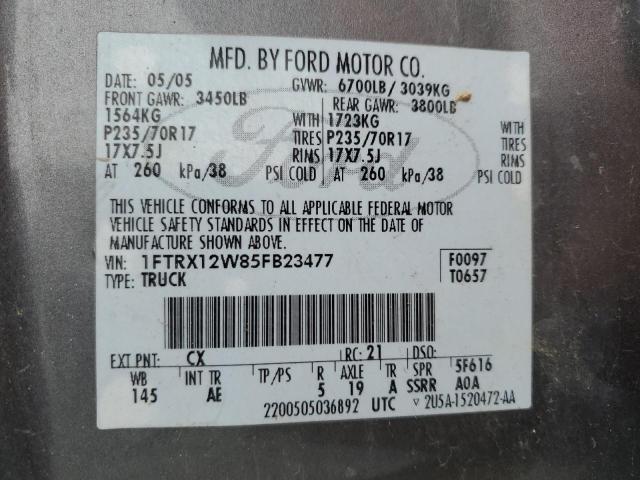 MFD. BY FORD MOTOR CO.
DATE: 05/05 GVWR: 6700LB/ 3039KG
FRONT GAWR: 3450LB REAR GAWR: 3800LB
1564KG WITH 1723KG WITH
P235/70R17 TIRES P235/70R17 TIRES
17X7.5J RIMS 17X7.5J RIMS
AT 260 kPa/38 PSI COLD AT 260 kPa/38 PSI COLD
Ford
THIS VEHICLE CONFORMS TO ALL APPLICABLE FEDERAL MOTOR
VEHICLE SAFETY STANDARDS IN EFFECT ON THE DATE OF
MANUFACTURE SHOWN ABOVE.
VIN: 1FTRX12W85FB23477 F0097
TYPE: TRUCK T0657
EXT PNT: CX RC: 21 DSO:
WB INT TR TP/PS R AXLE TR SPR 5F616
145 AE 5 19 A SSRR A0A
2200505036892 UTC ▽ 2U5A-1520472-AA